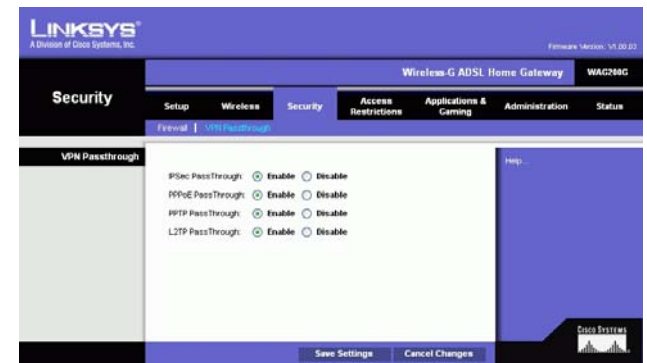 LINKSYS®
A Division of Cisco Systems, Inc.
Firmware Version: V1.00.03
Wireless-G ADSL Home Gateway WAG200G
Security
Setup Wireless Security Access Restrictions Applications & Gaming Administration Status
Firewall | VPN Passthrough
VPN Passthrough
IPSec PassThrough: Enable Disable
PPPoE PassThrough: Enable Disable
PPTP PassThrough: Enable Disable
L2TP PassThrough: Enable Disable
Help...
Save Settings Cancel Changes
CISCO SYSTEMS